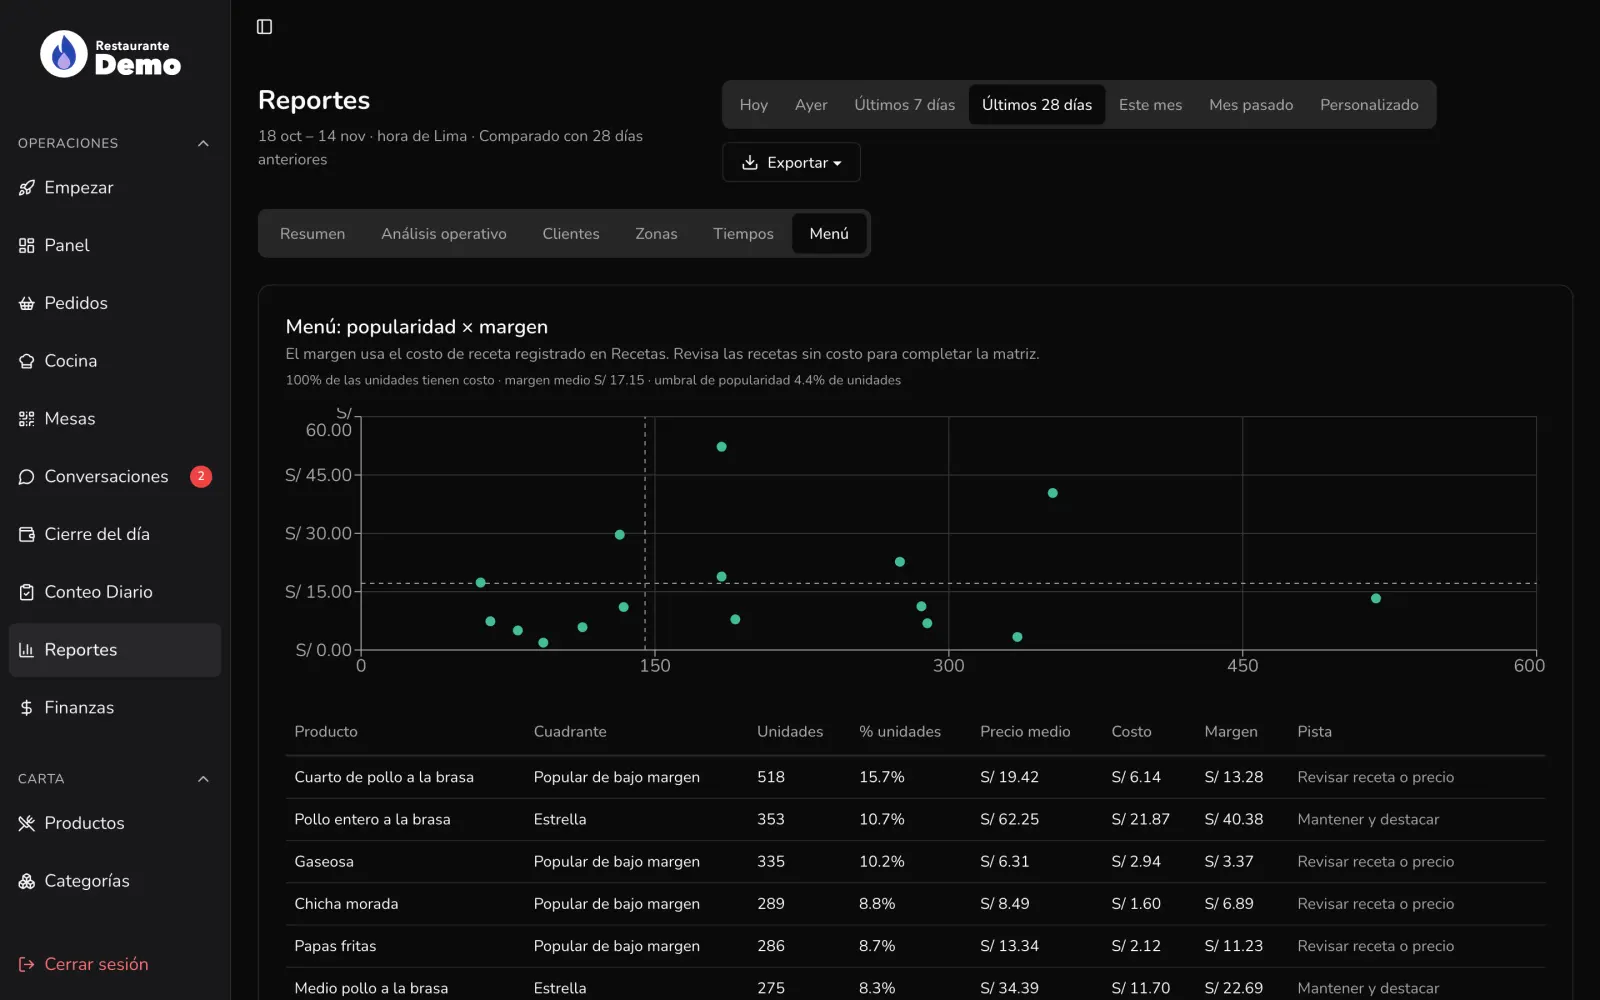 Restaurante
Demo
OPERACIONES
Empezar
Panel
Pedidos
Cocina
Mesas
Conversaciones 2
Cierre del día
Conteo Diario
Reportes
Finanzas
CARTA
Productos
Categorías
Cerrar sesión
Reportes
18 oct – 14 nov · hora de Lima · Comparado con 28 días
anteriores
Hoy Ayer Últimos 7 días Últimos 28 días Este mes Mes pasado Personalizado
Exportar
Resumen Análisis operativo Clientes Zonas Tiempos Menú
Menú: popularidad × margen
El margen usa el costo de receta registrado en Recetas. Revisa las recetas sin costo para completar la matriz.
100% de las unidades tienen costo · margen medio S/ 17.15 · umbral de popularidad 4.4% de unidades
S/
60.00
S/ 45.00
S/ 30.00
S/ 15.00
S/ 0.00
0 150 300 450 600
Producto Cuadrante Unidades % unidades Precio medio Costo Margen Pista
Cuarto de pollo a la brasa Popular de bajo margen 518 15.7% S/ 19.42 S/ 6.14 S/ 13.28 Revisar receta o precio
Pollo entero a la brasa Estrella 353 10.7% S/ 62.25 S/ 21.87 S/ 40.38 Mantener y destacar
Gaseosa Popular de bajo margen 335 10.2% S/ 6.31 S/ 2.94 S/ 3.37 Revisar receta o precio
Chicha morada Popular de bajo margen 289 8.8% S/ 8.49 S/ 1.60 S/ 6.89 Revisar receta o precio
Papas fritas Popular de bajo margen 286 8.7% S/ 13.34 S/ 2.12 S/ 11.23 Revisar receta o precio
Medio pollo a la brasa Estrella 275 8.3% S/ 34.39 S/ 11.70 S/ 22.69 Mantener y destacar